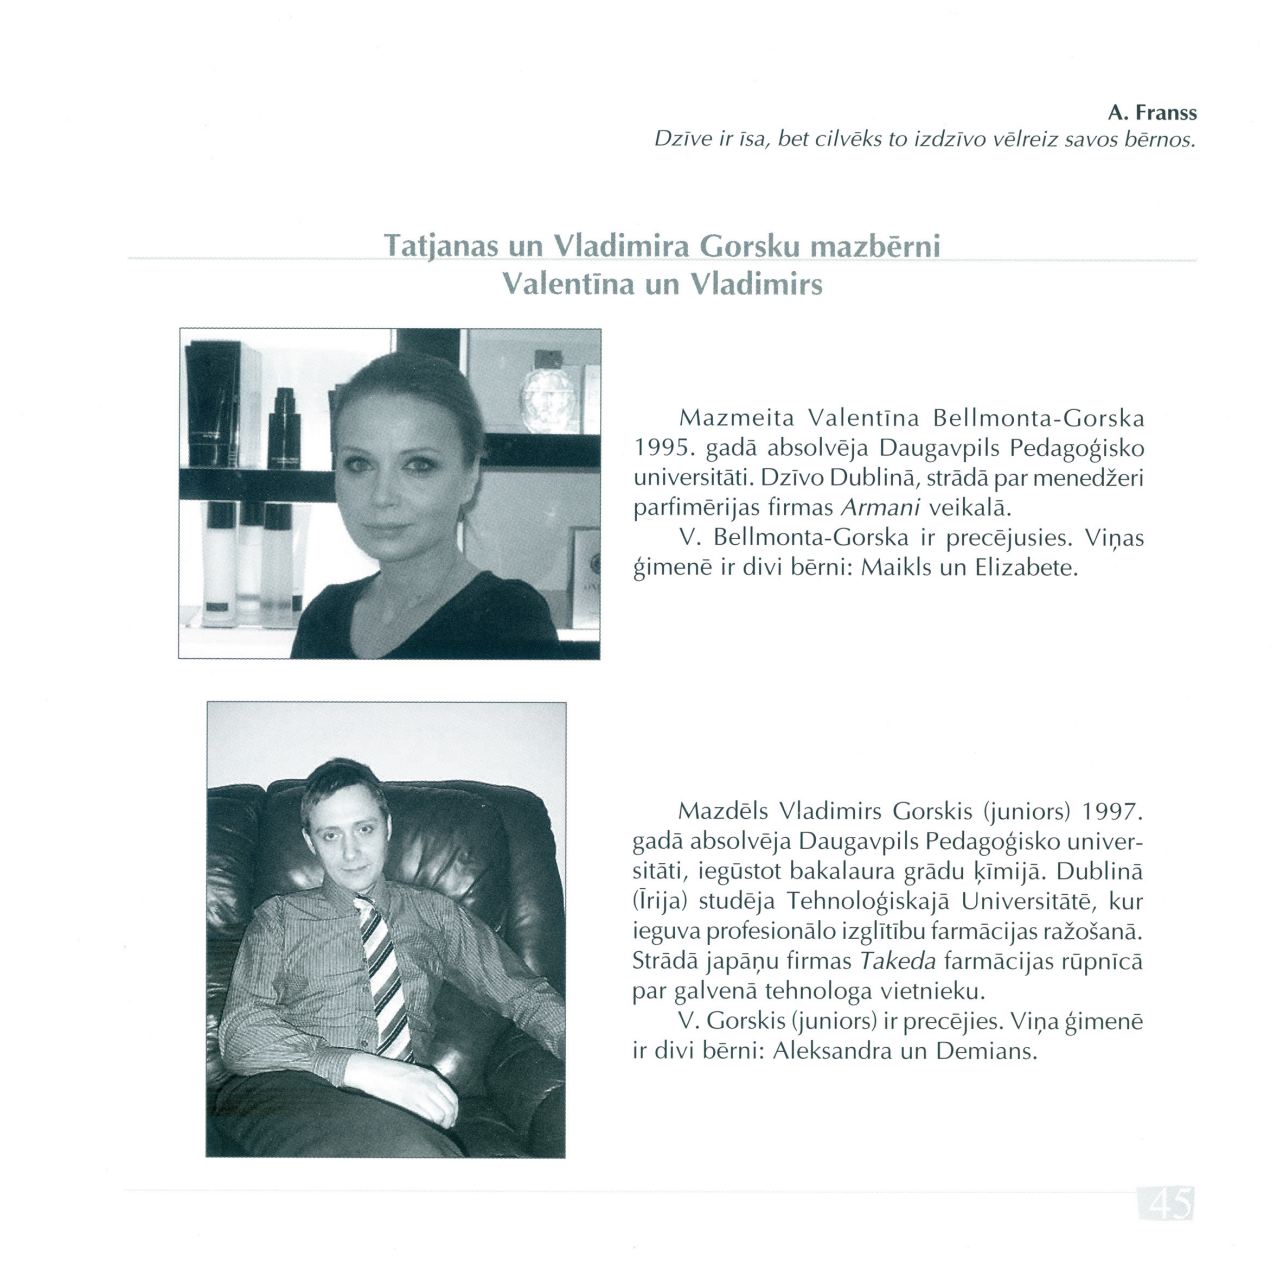 A. Franss
Dzīve ir īsa, bet cilvēks to izdzīvo vēlreiz savos bērnos.
Tatjanas un Vladimira Gorsku mazbērni
Valentīna un Vladimirs
Mazmeita Valentīna Bellmonta-Gorska
1995. gadā absolvēja Daugavpils Pedagoģisko
universitāti. Dzīvo Dublinā, strādā par menedžeri
parfimērijas firmas Armani veikalā.
V. Bellmonta-Gorska ir precējusies. Viņas
ģimenē ir divi bērni: Maikls un Elizabete.
Mazdēls Vladimirs Gorskis (juniors) 1997.
gadā absolvēja Daugavpils Pedagoģisko univer-
sitāti, iegūstot bakalaura grādu ķīmijā. Dublinā
(Īrija) studēja Tehnoloģiskajā Universitātē, kur
ieguva profesionālo izglītību farmācijas ražošanā.
Strādā japāņu firmas Takeda farmācijas rūpnīcā
par galvenā tehnologa vietnieku.
V. Gorskis (juniors) ir precējies. Viņa ģimenē
ir divi bērni: Aleksandra un Demians.
45